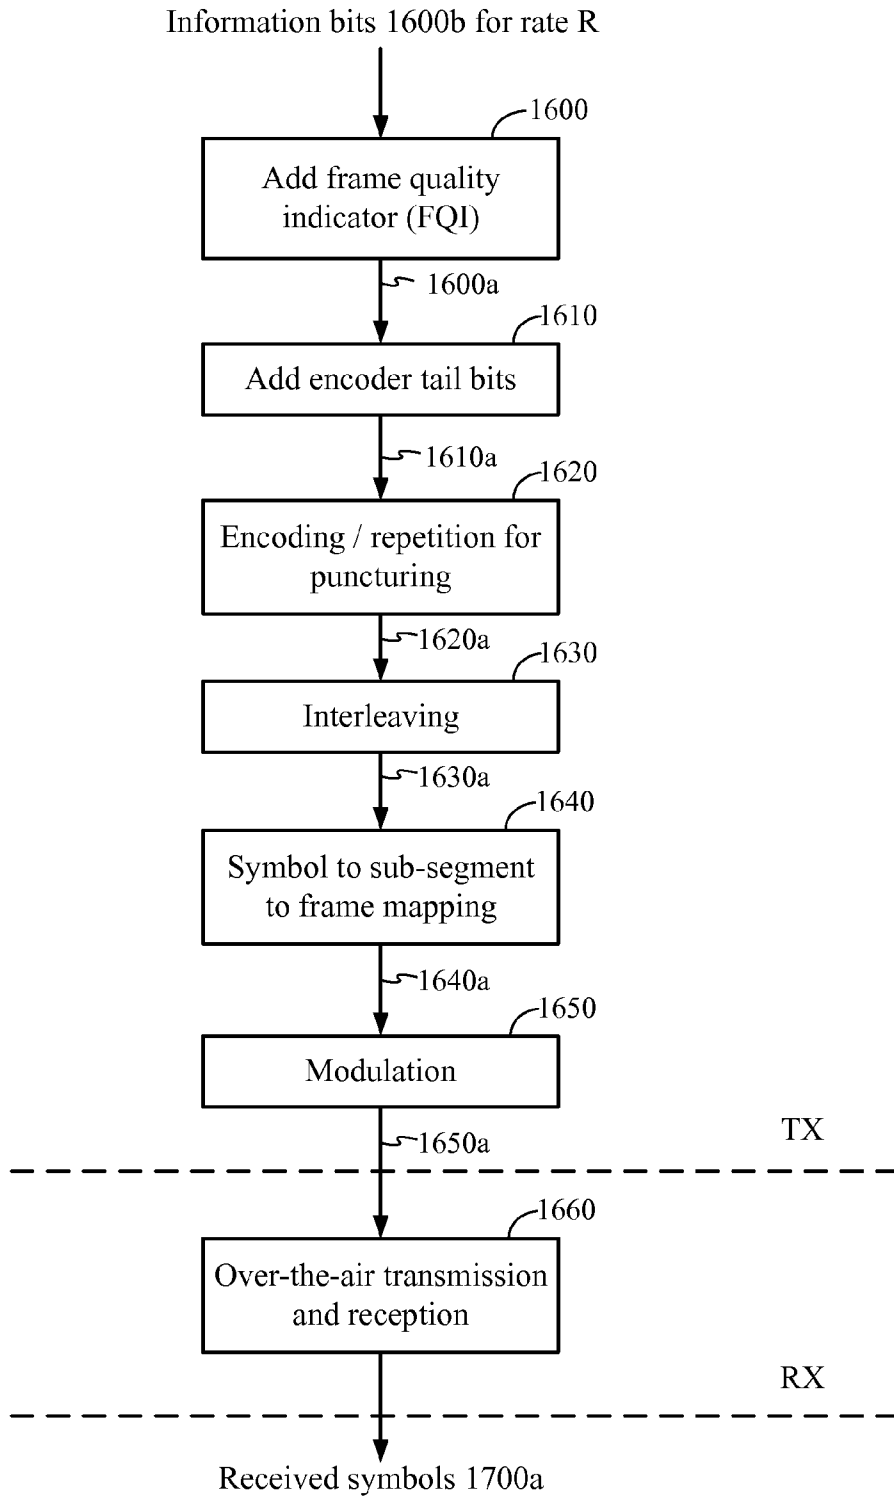 Information bits 1600b for rate R
1600
Add frame quality
indicator (FQI)
1600a
1610
Add encoder tail bits
1610a
1620
Encoding / repetition for
puncturing
1620a
1630
Interleaving
1630a
1640
Symbol to sub-segment
to frame mapping
1640a
1650
Modulation
1650a
TX
1660
Over-the-air transmission
and reception
RX
Received symbols 1700a